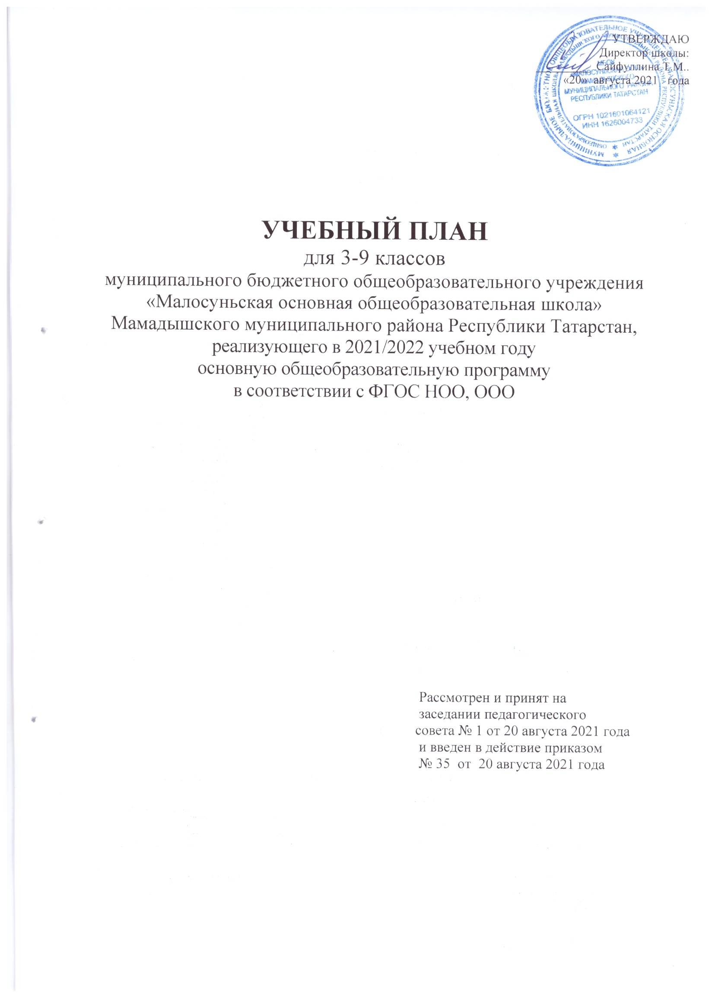 УТВЕРЖДАЮ
Директор школы:
Сайфуллина Т.М..
«20» августа 2021 года
МБОУ
МУНИЦИПАЛЬНОГО РАЙОНА
РЕСПУБЛИКИ ТАТАРСТАН
ОГРН 1021601064121
ИНН 1626004733
УЧЕБНЫЙ ПЛАН
для 3-9 классов
муниципального бюджетного общеобразовательного учреждения
«Малосуньская основная общеобразовательная школа»
Мамадышского муниципального района Республики Татарстан,
реализующего в 2021/2022 учебном году
основную общеобразовательную программу
в соответствии с ФГОС НОО, ООО
Рассмотрен и принят на
заседании педагогического
совета № 1 от 20 августа 2021 года
и введен в действие приказом
№ 35 от 20 августа 2021 года